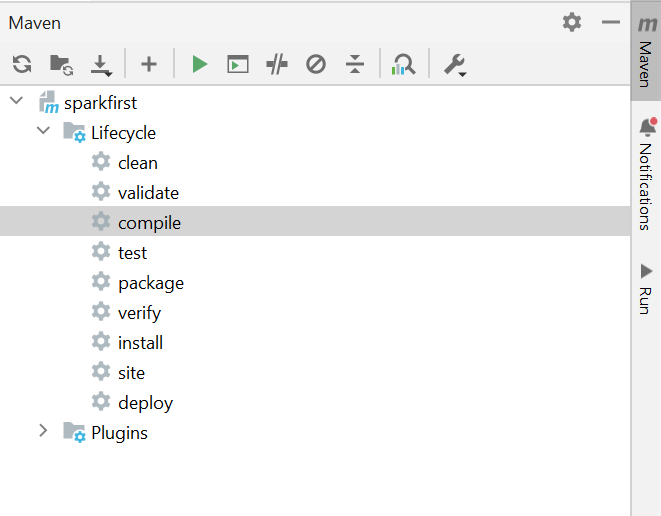 Maven
sparkfirst
Lifecycle
clean
validate
compile
test
package
verify
install
site
deploy
Plugins
Maven
Notifications
Run